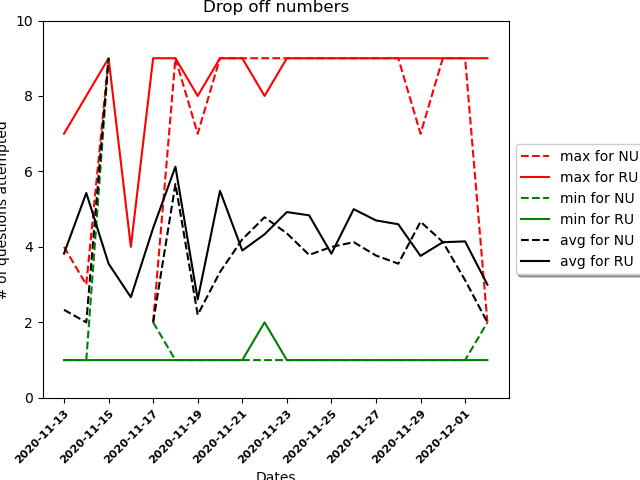 Drop off numbers
10
8
6
4
2
0
# of questions attempted
2020-11-13
2020-11-15
2020-11-17
2020-11-19
2020-11-21
2020-11-23
2020-11-25
2020-11-27
2020-11-29
2020-12-01
Dates
max for NU
max for RU
min for NU
min for RU
avg for NU
avg for RU